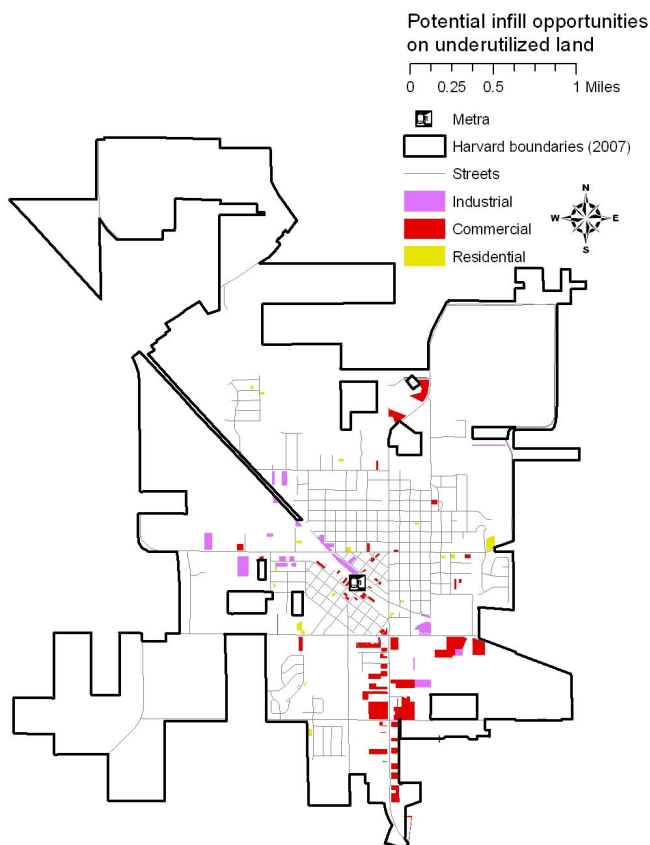 Potential infill opportunities
on underutilized land
0 0.25 0.5 1 Miles
Metra
Harvard boundaries (2007)
Streets
Industrial
Commercial
Residential
N
W E
S